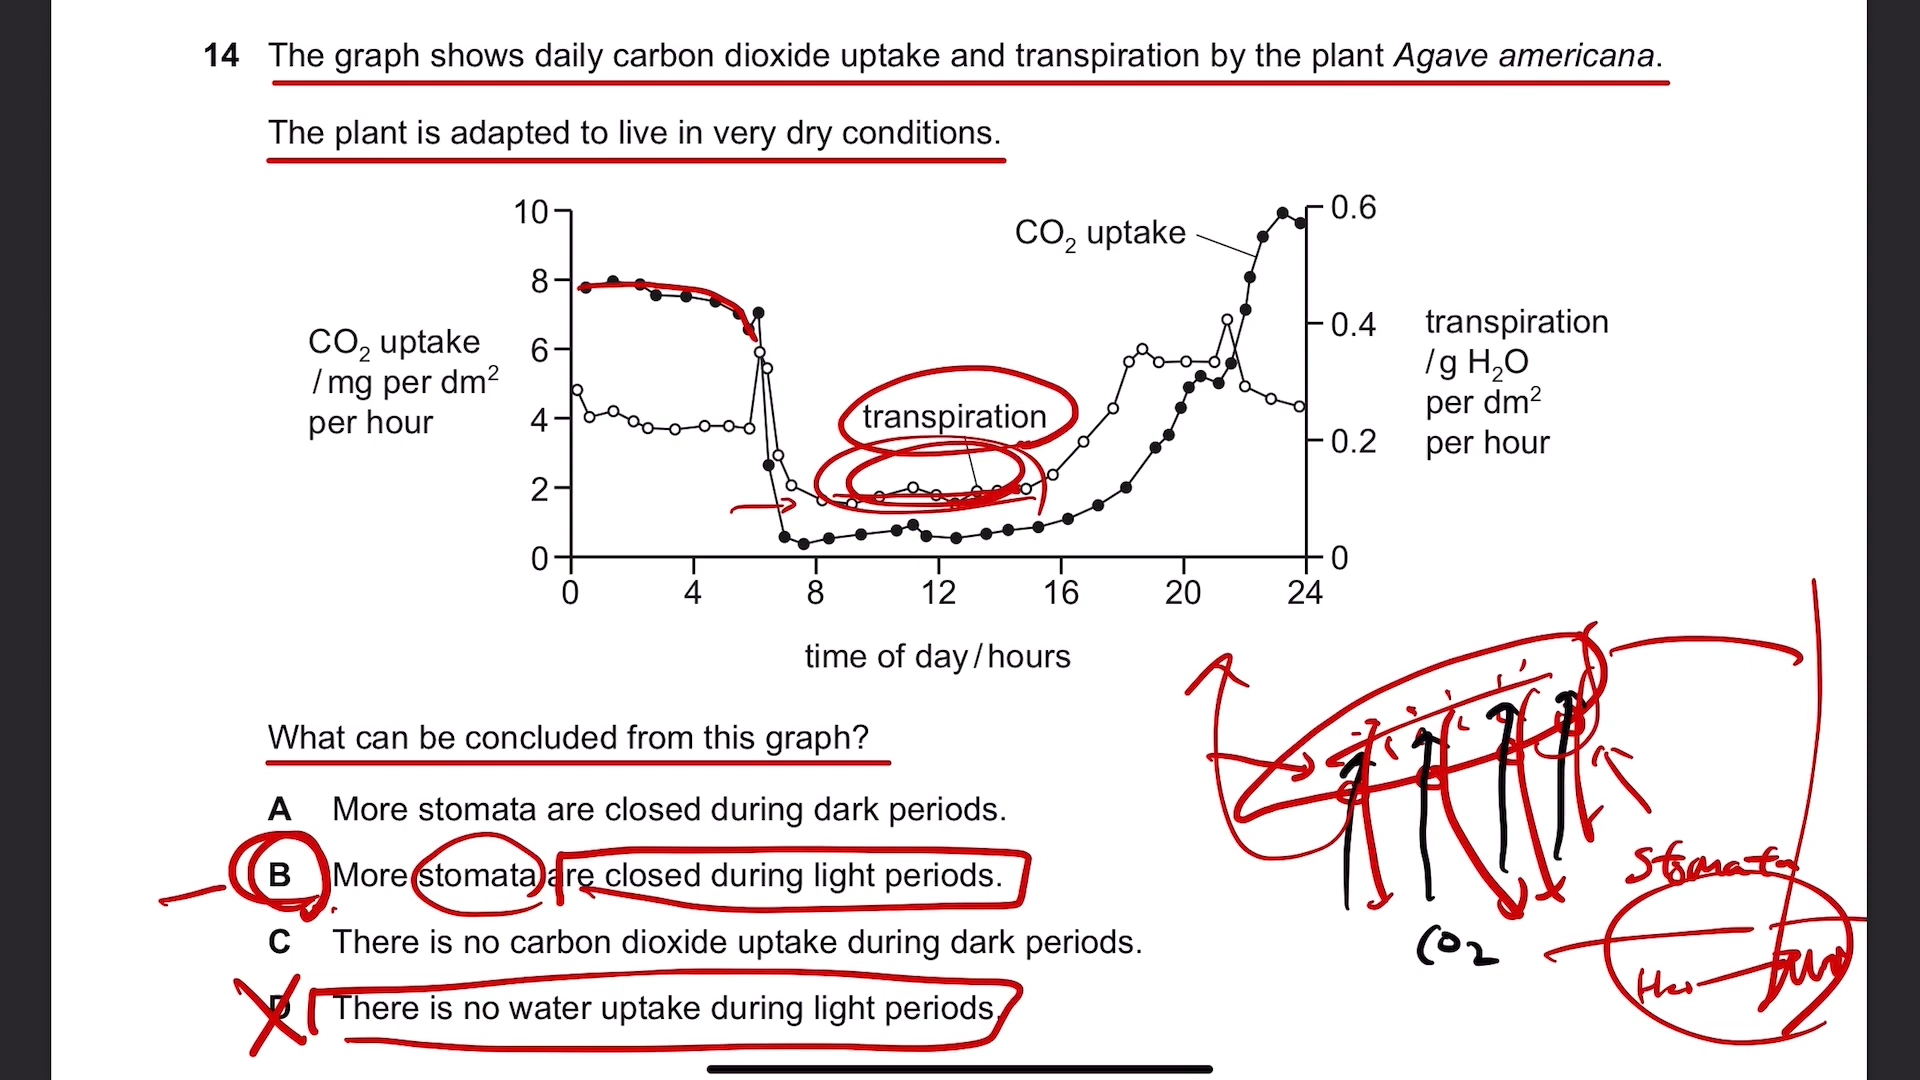 14 The graph shows daily carbon dioxide uptake and transpiration by the plant Agave americana.
The plant is adapted to live in very dry conditions.
10
8
6
4
2
0
CO2 uptake
/ mg per dm2
per hour
CO2 uptake
transpiration
0.6
0.4
0.2
0
transpiration
/ g H2O
per dm2
per hour
0 4 8 12 16 20 24
time of day / hours
What can be concluded from this graph?
A More stomata are closed during dark periods.
B More stomata are closed during light periods.
C There is no carbon dioxide uptake during dark periods.
D There is no water uptake during light periods.
Stomata
CO2